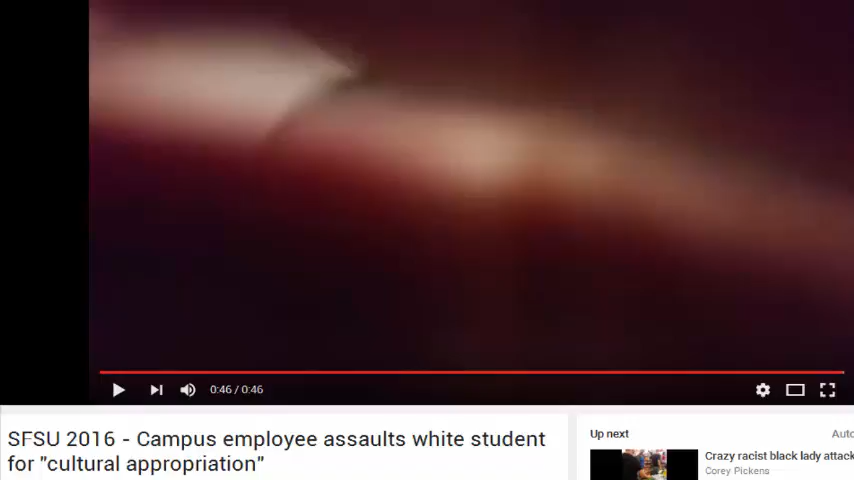 0:46 / 0:46
SFSU 2016 - Campus employee assaults white student
for "cultural appropriation"
Up next
Auto
Crazy racist black lady attack
Corey Pickens